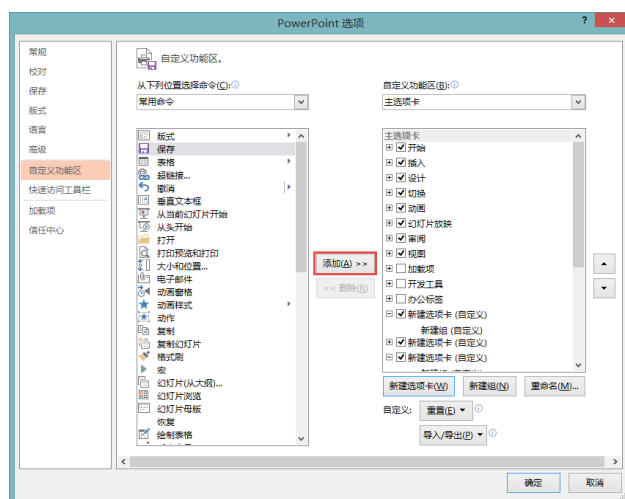 PowerPoint 选项
? ×
常规
校对
保存
版式
语言
高级
自定义功能区
快速访问工具栏
加载项
信任中心
自定义功能区。
从下列位置选择命令(C):
常用命令
版式
保存
表格
超链接...
撤消
垂直文本框
从当前幻灯片开始
从头开始
打开
打印预览和打印
大小和位置...
电子邮件
动画窗格
动画样式
动作
复制
复制幻灯片
格式刷
宏
幻灯片(从大纲)...
幻灯片浏览
幻灯片母版
恢复
绘制表格
添加(A) >>
<< 删除(R)
自定义功能区(B):
主选项卡
主选项卡
开始
插入
设计
切换
动画
幻灯片放映
审阅
视图
加载项
开发工具
办公标签
新建选项卡 (自定义)
新建组 (自定义)
新建选项卡 (自定义)
新建选项卡 (自定义)
新建选项卡(W)
新建组(N)
重命名(M)...
自定义:
重置(E)
导入/导出(P)
确定
取消